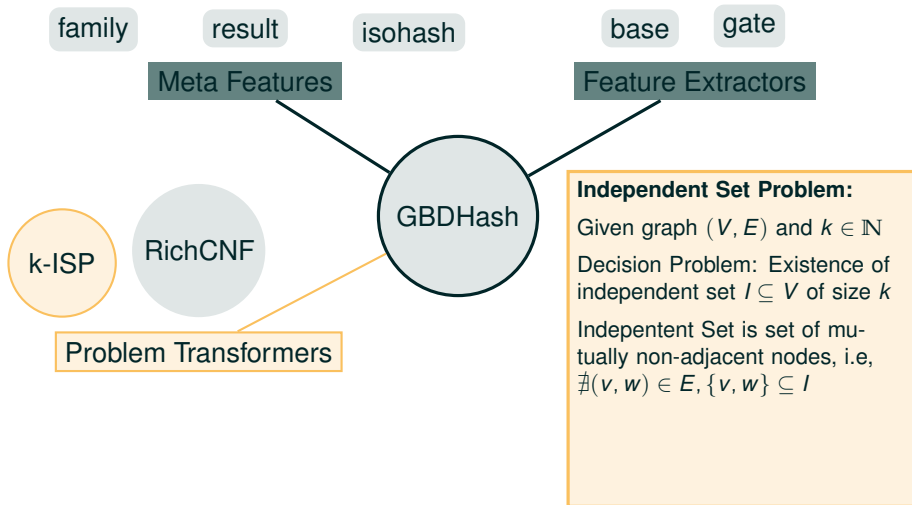 family
result
isohash
base
gate
Meta Features
Feature Extractors
GBDHash
k-ISP
RichCNF
Problem Transformers
Independent Set Problem:
Given graph (V, E) and k ∈ ℕ
Decision Problem: Existence of
independent set I ⊆ V of size k
Indepentent Set is set of mu-
tually non-adjacent nodes, i.e,
∄(v, w) ∈ E, {v, w} ⊆ I